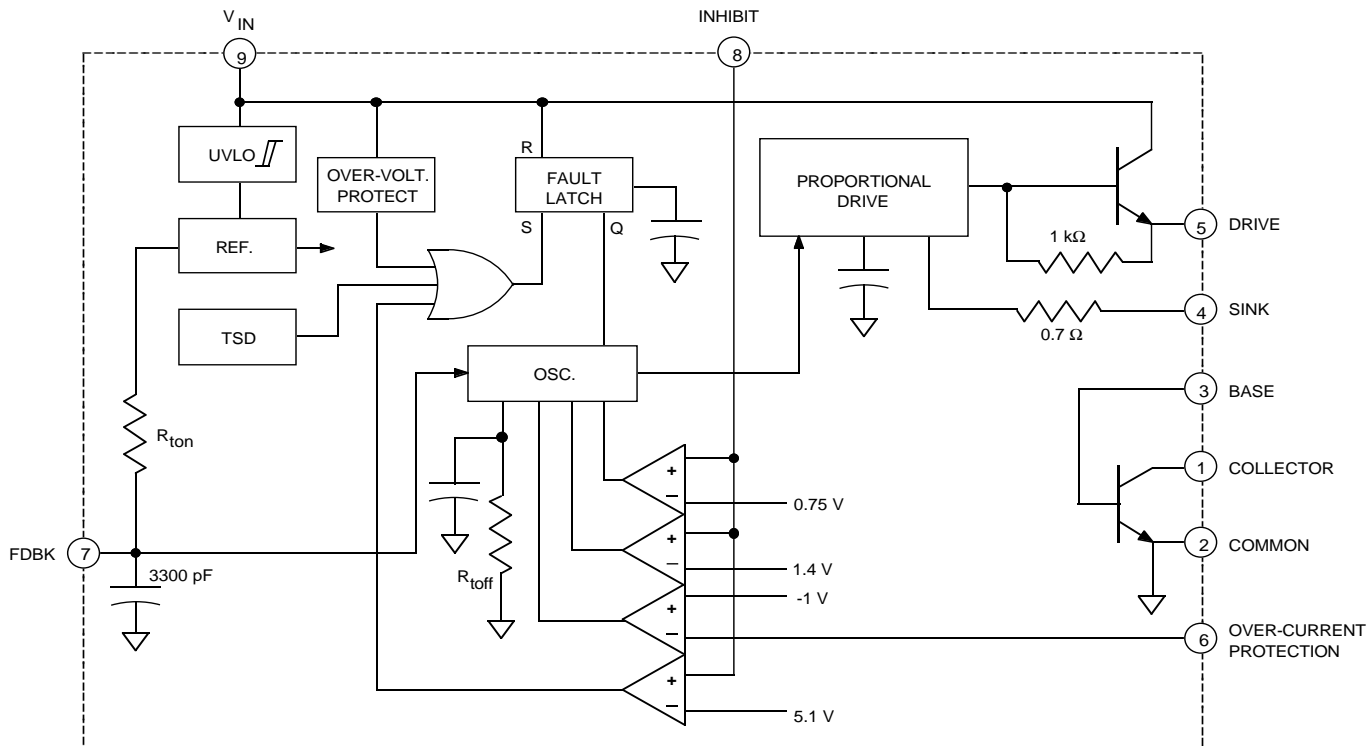 V IN
INHIBIT
9
8
UVLO
OVER-VOLT.
PROTECT
R
FAULT
LATCH
S
Q
PROPORTIONAL
DRIVE
REF.
5
DRIVE
1 kΩ
TSD
4
SINK
0.7 Ω
OSC.
3
BASE
R ton
1
COLLECTOR
+
–
0.75 V
2
COMMON
FDBK
7
+
–
1.4 V
3300 pF
R toff
-1 V
+
–
6
OVER-CURRENT
PROTECTION
+
–
5.1 V